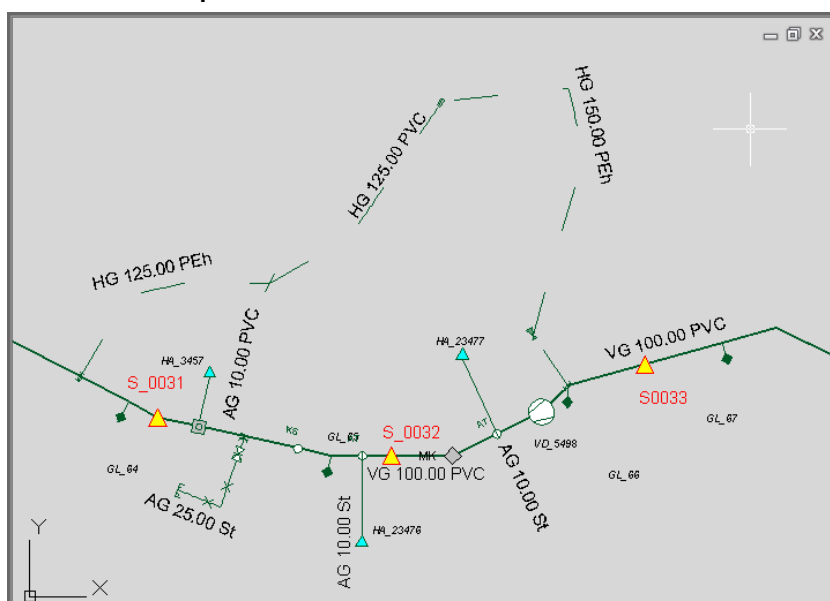 HG 150.00 PEh
HG 125.00 PVC
HG 125.00 PEh
VG 100.00 PVC
HA_23477
HA_3457
AG 10.00 PVC
S_0031
S0033
GL_67
S_0032
AT
KS
GL_65
VD_5498
MK
GL_64
VG 100.00 PVC
AG 10.00 St
GL_66
AG 25.00 St
AG 10.00 St
HA_23476
Y
X